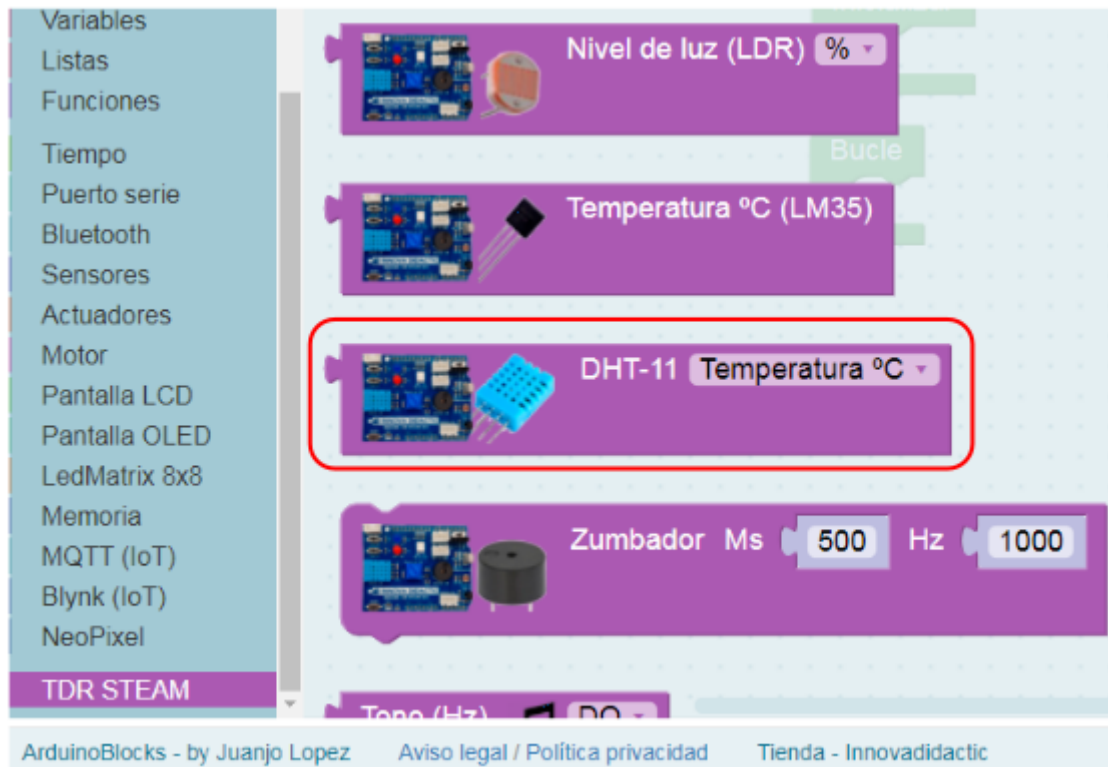 Variables
Listas
Funciones
Tiempo
Puerto serie
Bluetooth
Sensores
Actuadores
Motor
Pantalla LCD
Pantalla OLED
LedMatrix 8x8
Memoria
MQTT (IoT)
Blynk (IoT)
NeoPixel
TDR STEAM
Nivel de luz (LDR) %
Bucle
Temperatura ºC (LM35)
DHT-11 Temperatura ºC
Zumbador Ms 500 Hz 1000
Tono (Hz) DO
ArduinoBlocks - by Juanjo Lopez Aviso legal / Política privacidad Tienda - Innovadidactic